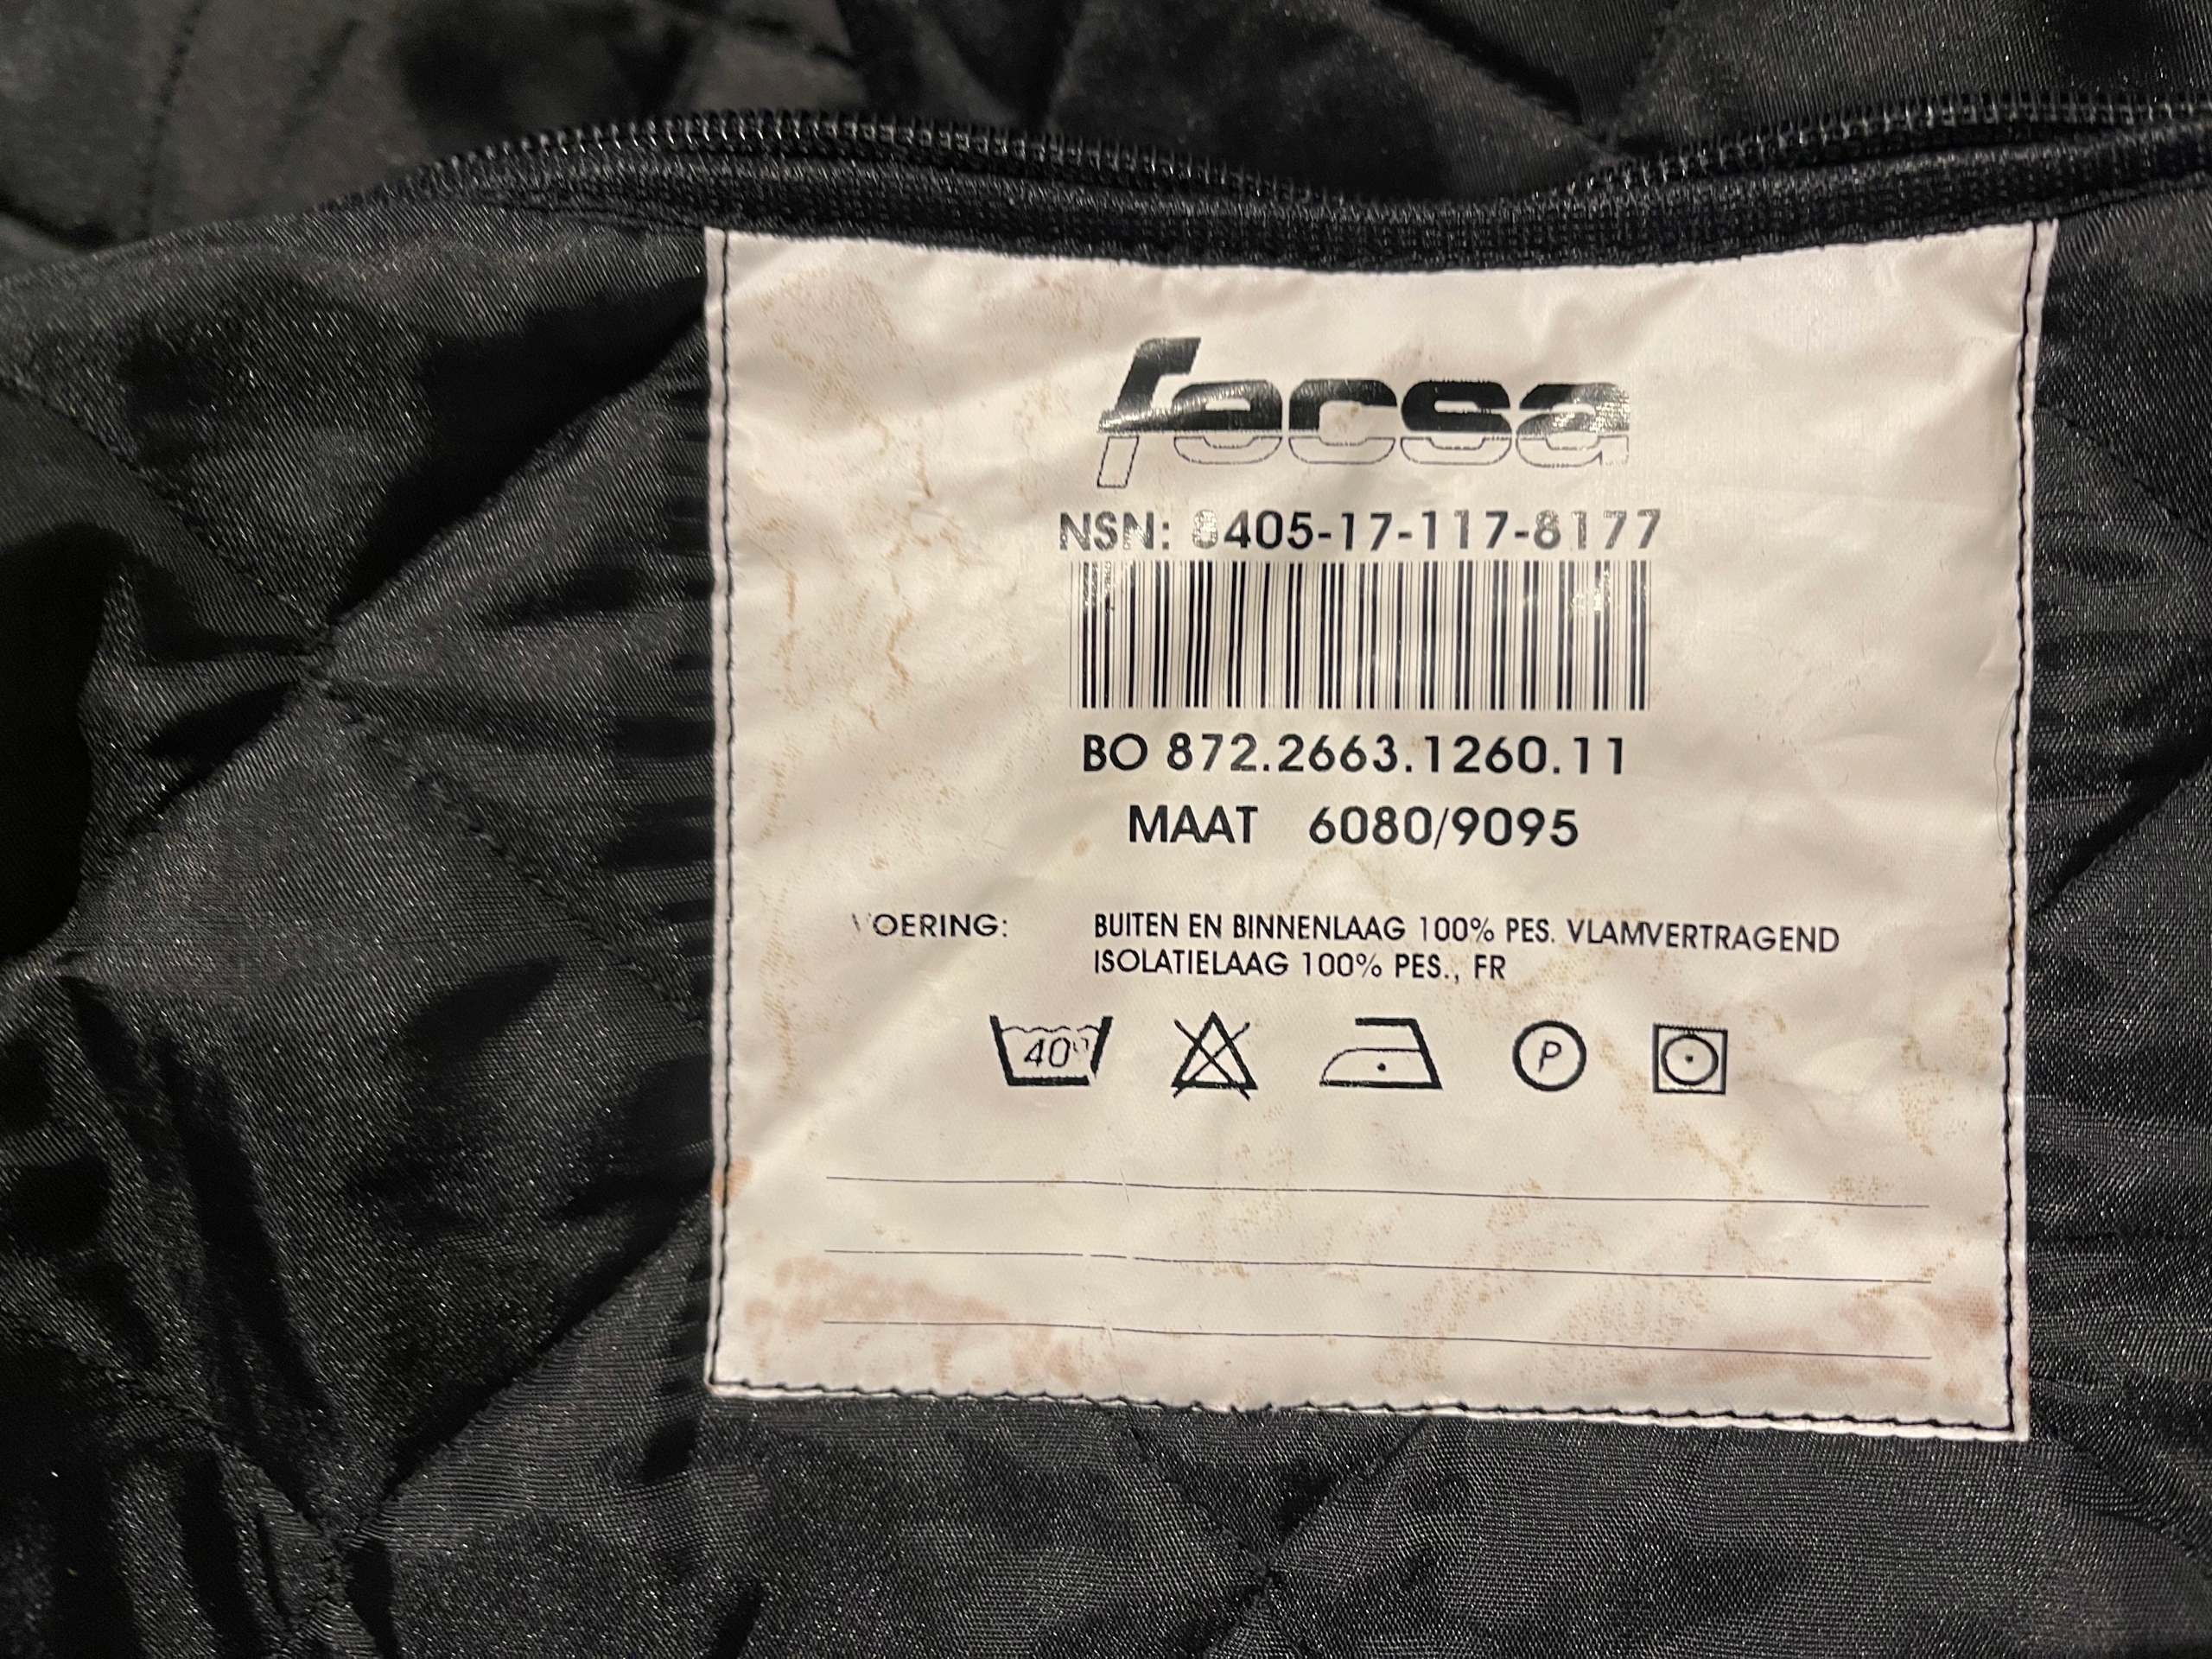 fecsa
NSN: 8405-17-117-8177
BO 872.2663.1260.11
MAAT 6080/9095
VOERING: BUITEN EN BINNENLAAG 100% PES. VLAMVERTRAGEND
ISOLATIELAAG 100% PES., FR
40° P